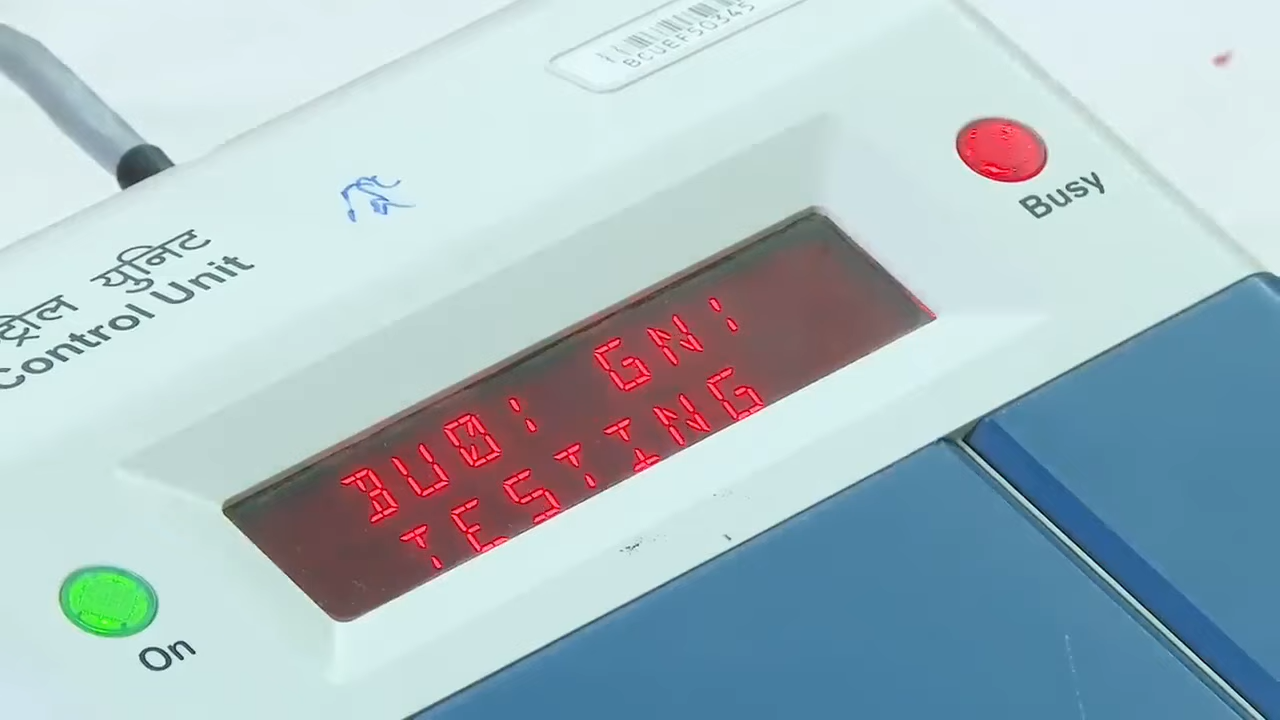 BCUEF50345
Busy
यूनिट
Control Unit
BU0: GN:
TESTING
On